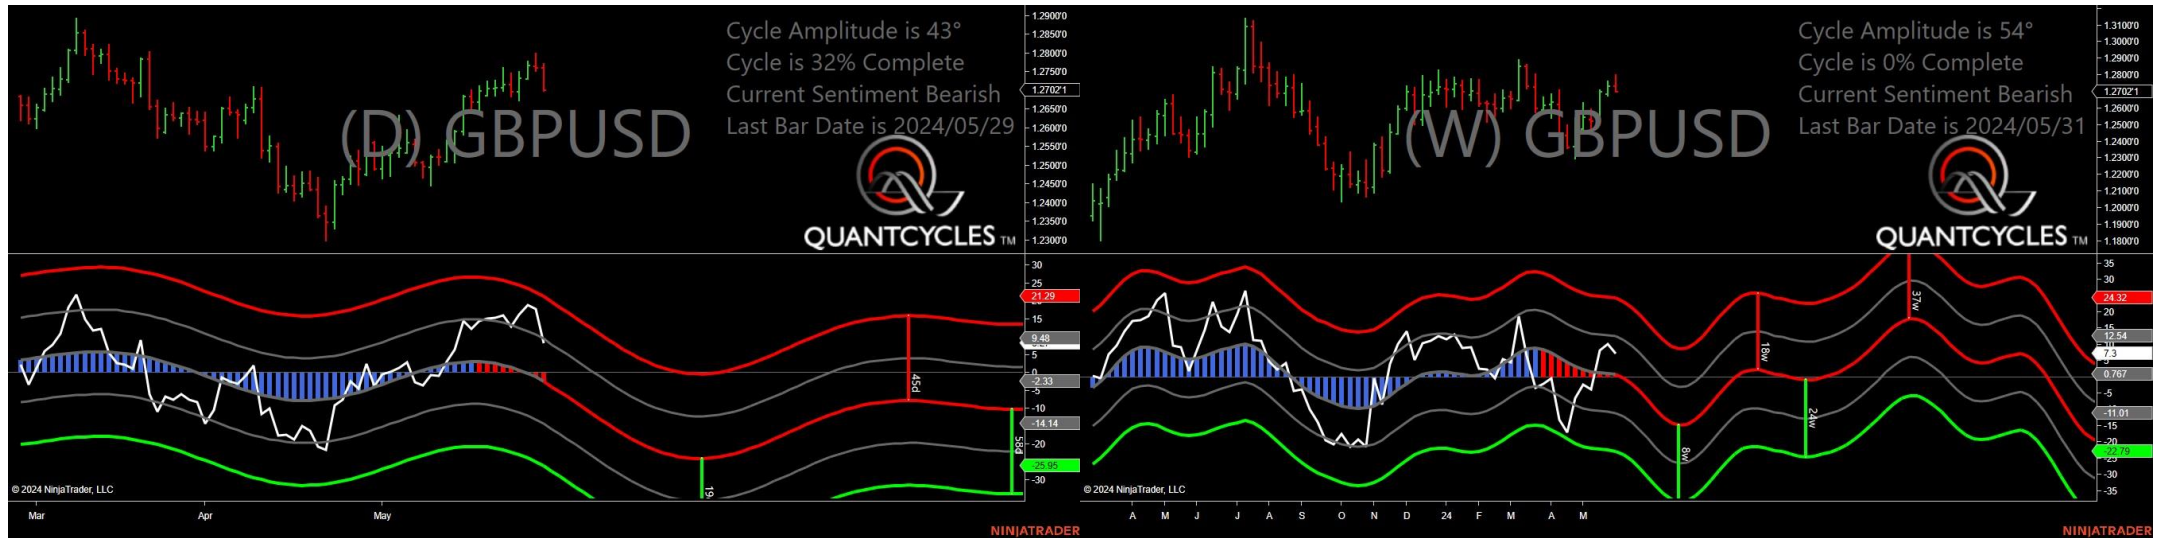 Cycle Amplitude is 43°
Cycle is 32% Complete
Current Sentiment Bearish
Last Bar Date is 2024/05/29
(D) GBPUSD
QUANTCYCLES TM
1.2900'0
1.2850'0
1.2800'0
1.2750'0
1.2702'1
1.2650'0
1.2600'0
1.2550'0
1.2500'0
1.2450'0
1.2400'0
1.2350'0
1.2300'0
30
21.29
15
9.48
5
0
-2.33
-5
-10
-14.14
-20
-25.95
-30
45d
58d
19
© 2024 NinjaTrader, LLC
Mar
Apr
May
NINJATRADER
Cycle Amplitude is 54°
Cycle is 0% Complete
Current Sentiment Bearish
Last Bar Date is 2024/05/31
(W) GBPUSD
QUANTCYCLES TM
1.3100'0
1.3000'0
1.2900'0
1.2800'0
1.2702'1
1.2600'0
1.2500'0
1.2400'0
1.2300'0
1.2200'0
1.2100'0
1.2000'0
1.1900'0
1.1800'0
35
30
24.32
20
15
12.54
7.3
0.767
-5
-11.01
-15
-20
-22.79
-30
-35
18w
37w
24w
8w
© 2024 NinjaTrader, LLC
A M J J A S O N D 24 F M A M
NINJATRADER